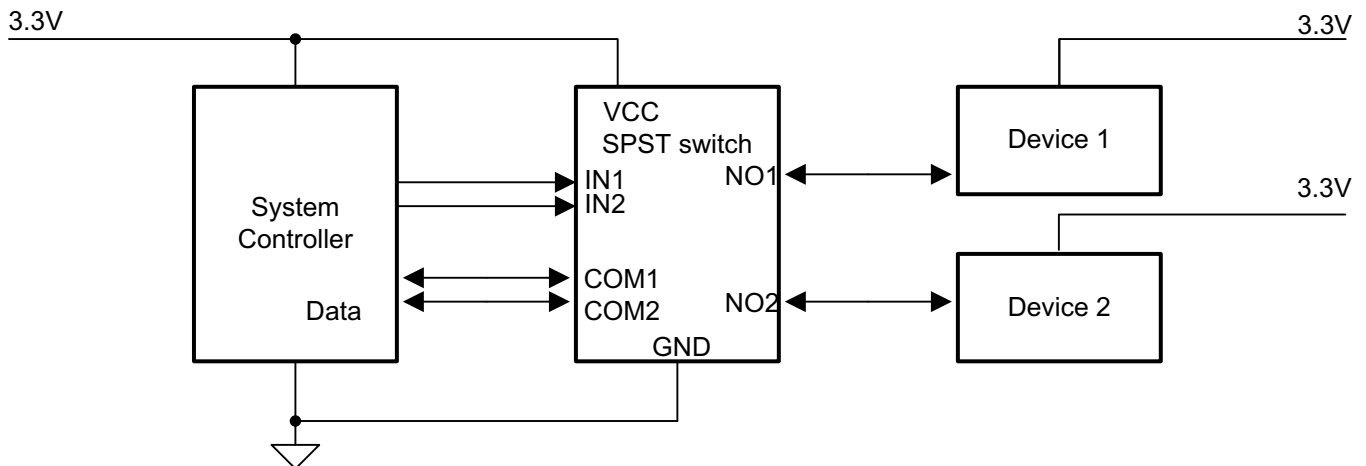 3.3V
3.3V
VCC
SPST switch
Device 1
IN1
NO1
IN2
3.3V
System
Controller
COM1
Data
COM2
NO2
Device 2
GND